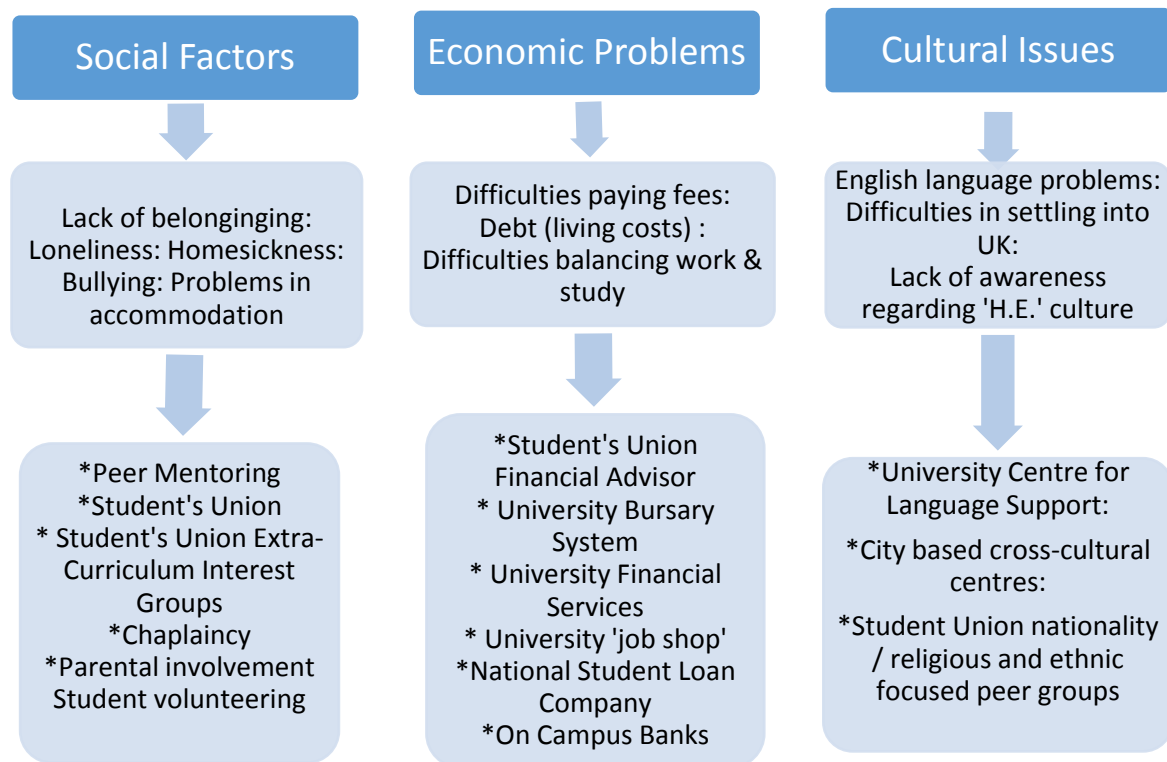 Social Factors
Lack of belonginging:
Loneliness: Homesickness:
Bullying: Problems in
accommodation
*Peer Mentoring
*Student's Union
* Student's Union Extra-
Curriculum Interest
Groups
*Chaplaincy
*Parental involvement
Student volunteering
Economic Problems
Difficulties paying fees:
Debt (living costs) :
Difficulties balancing work &
study
*Student's Union
Financial Advisor
* University Bursary
System
* University Financial
Services
* University 'job shop'
*National Student Loan
Company
*On Campus Banks
Cultural Issues
English language problems:
Difficulties in settling into
UK:
Lack of awareness
regarding 'H.E.' culture
*University Centre for
Language Support:
*City based cross-cultural
centres:
*Student Union nationality
/ religious and ethnic
focused peer groups